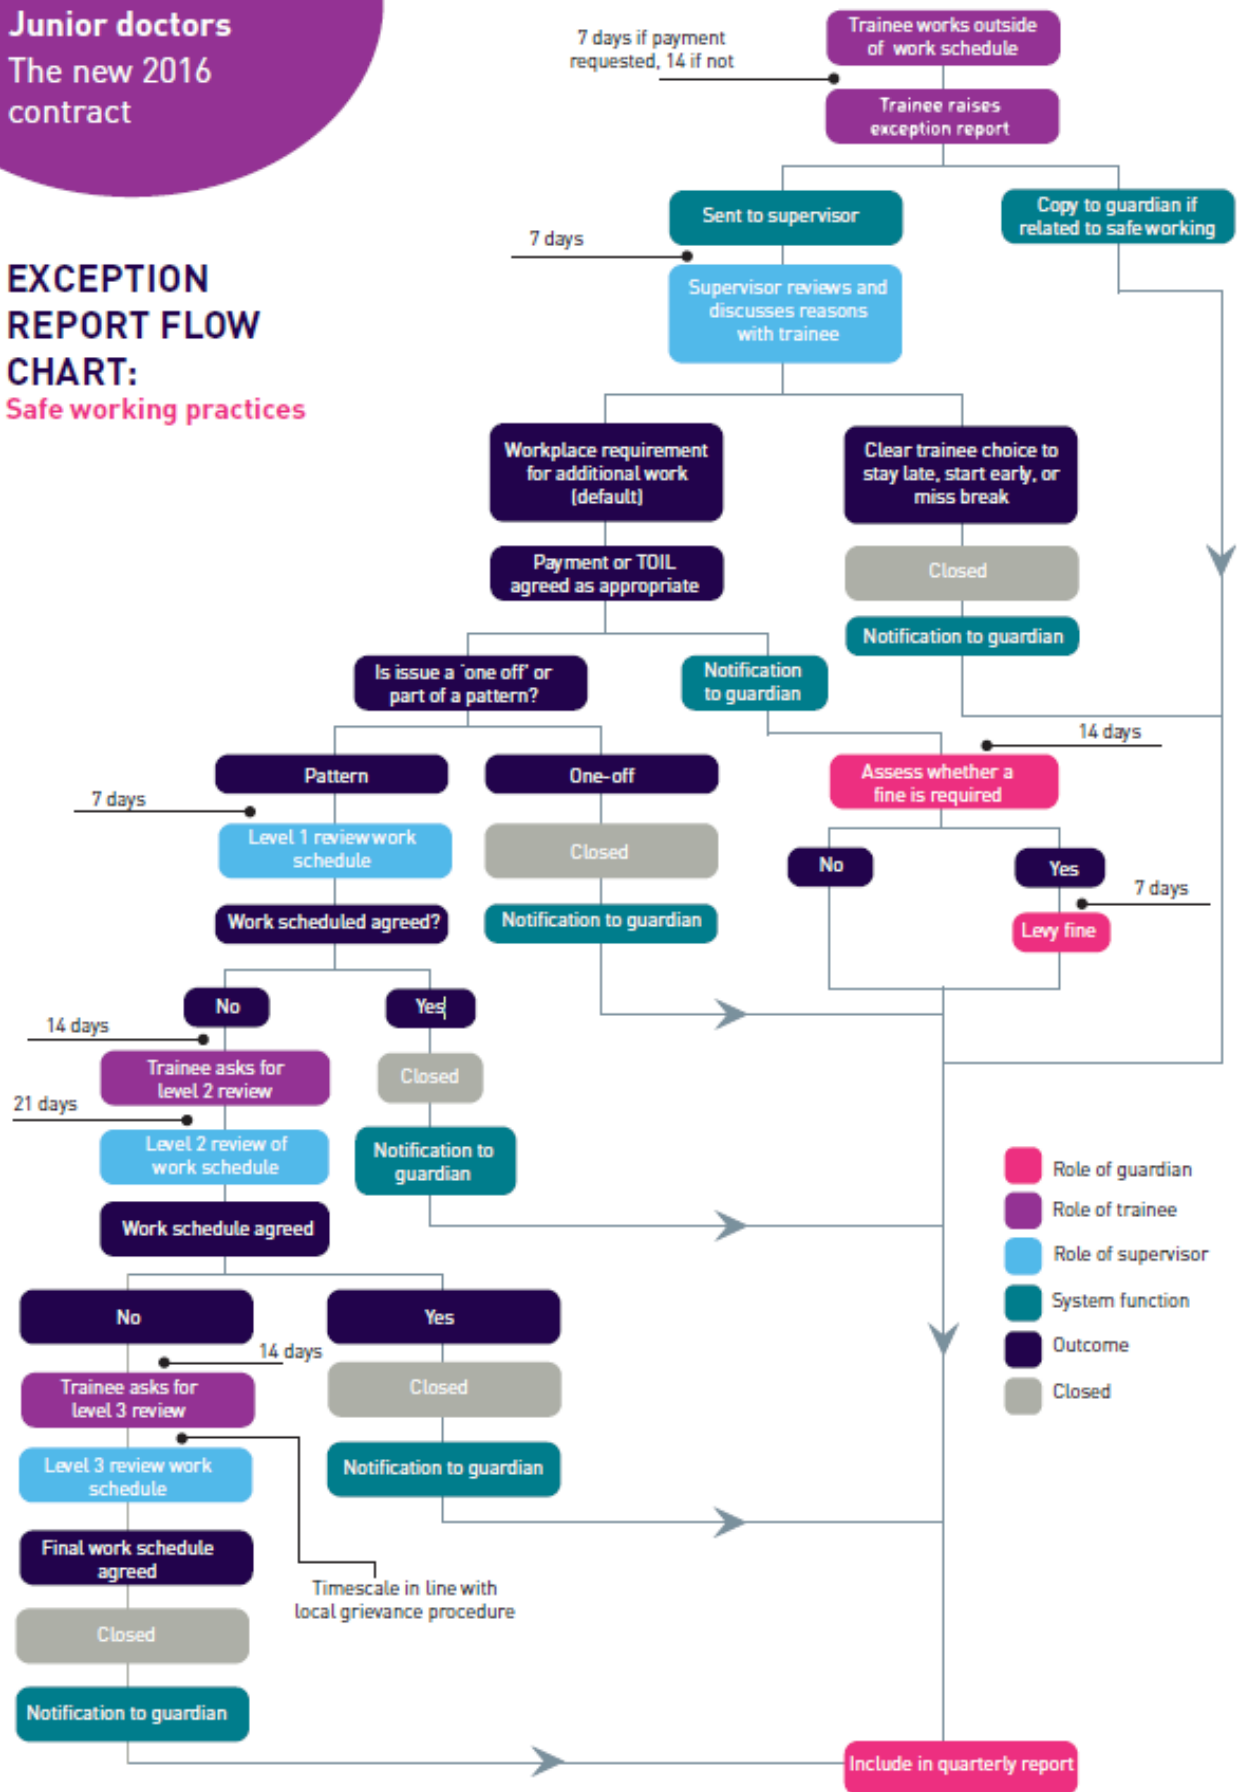 Junior doctors
The new 2016
contract
EXCEPTION
REPORT FLOW
CHART:
Safe working practices
7 days if payment
requested, 14 if not
Trainee works outside
of work schedule
Trainee raises
exception report
Sent to supervisor
Copy to guardian if
related to safe working
7 days
Supervisor reviews and
discusses reasons
with trainee
Workplace requirement
for additional work
(default)
Clear trainee choice to
stay late, start early, or
miss break
Payment or TOIL
agreed as appropriate
Closed
Notification to guardian
Is issue a 'one off' or
part of a pattern?
Notification
to guardian
14 days
Pattern
One-off
Assess whether a
fine is required
7 days
Level 1 review work
schedule
Closed
No
Yes
7 days
Work scheduled agreed?
Notification to guardian
Levy fine
No
Yes
14 days
Trainee asks for
level 2 review
Closed
21 days
Level 2 review of
work schedule
Notification to
guardian
Work schedule agreed
No
Yes
14 days
Trainee asks for
level 3 review
Closed
Level 3 review work
schedule
Notification to guardian
Final work schedule
agreed
Timescale in line with
local grievance procedure
Closed
Notification to guardian
Include in quarterly report
Role of guardian
Role of trainee
Role of supervisor
System function
Outcome
Closed